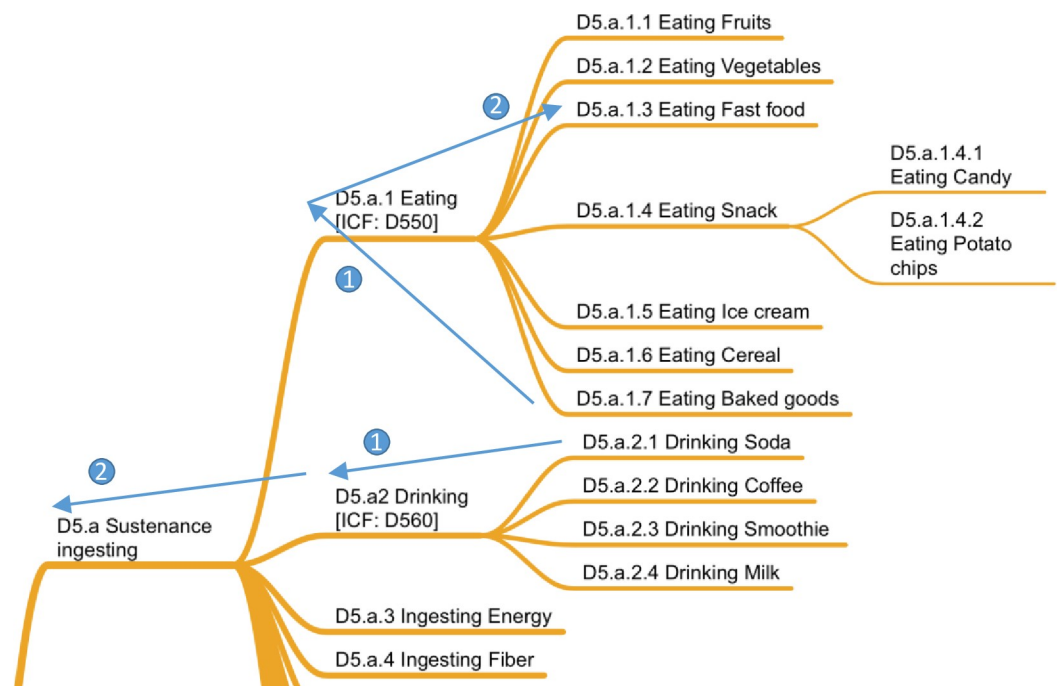 D5.a.1.1 Eating Fruits
D5.a.1.2 Eating Vegetables
2
D5.a.1.3 Eating Fast food
D5.a.1.4.1
Eating Candy
D5.a.1 Eating
[ICF: D550]
D5.a.1.4 Eating Snack
D5.a.1.4.2
Eating Potato
chips
1
D5.a.1.5 Eating Ice cream
D5.a.1.6 Eating Cereal
D5.a.1.7 Eating Baked goods
1
D5.a.2.1 Drinking Soda
2
D5.a2 Drinking
[ICF: D560]
D5.a.2.2 Drinking Coffee
D5.a Sustenance
ingesting
D5.a.2.3 Drinking Smoothie
D5.a.2.4 Drinking Milk
D5.a.3 Ingesting Energy
D5.a.4 Ingesting Fiber